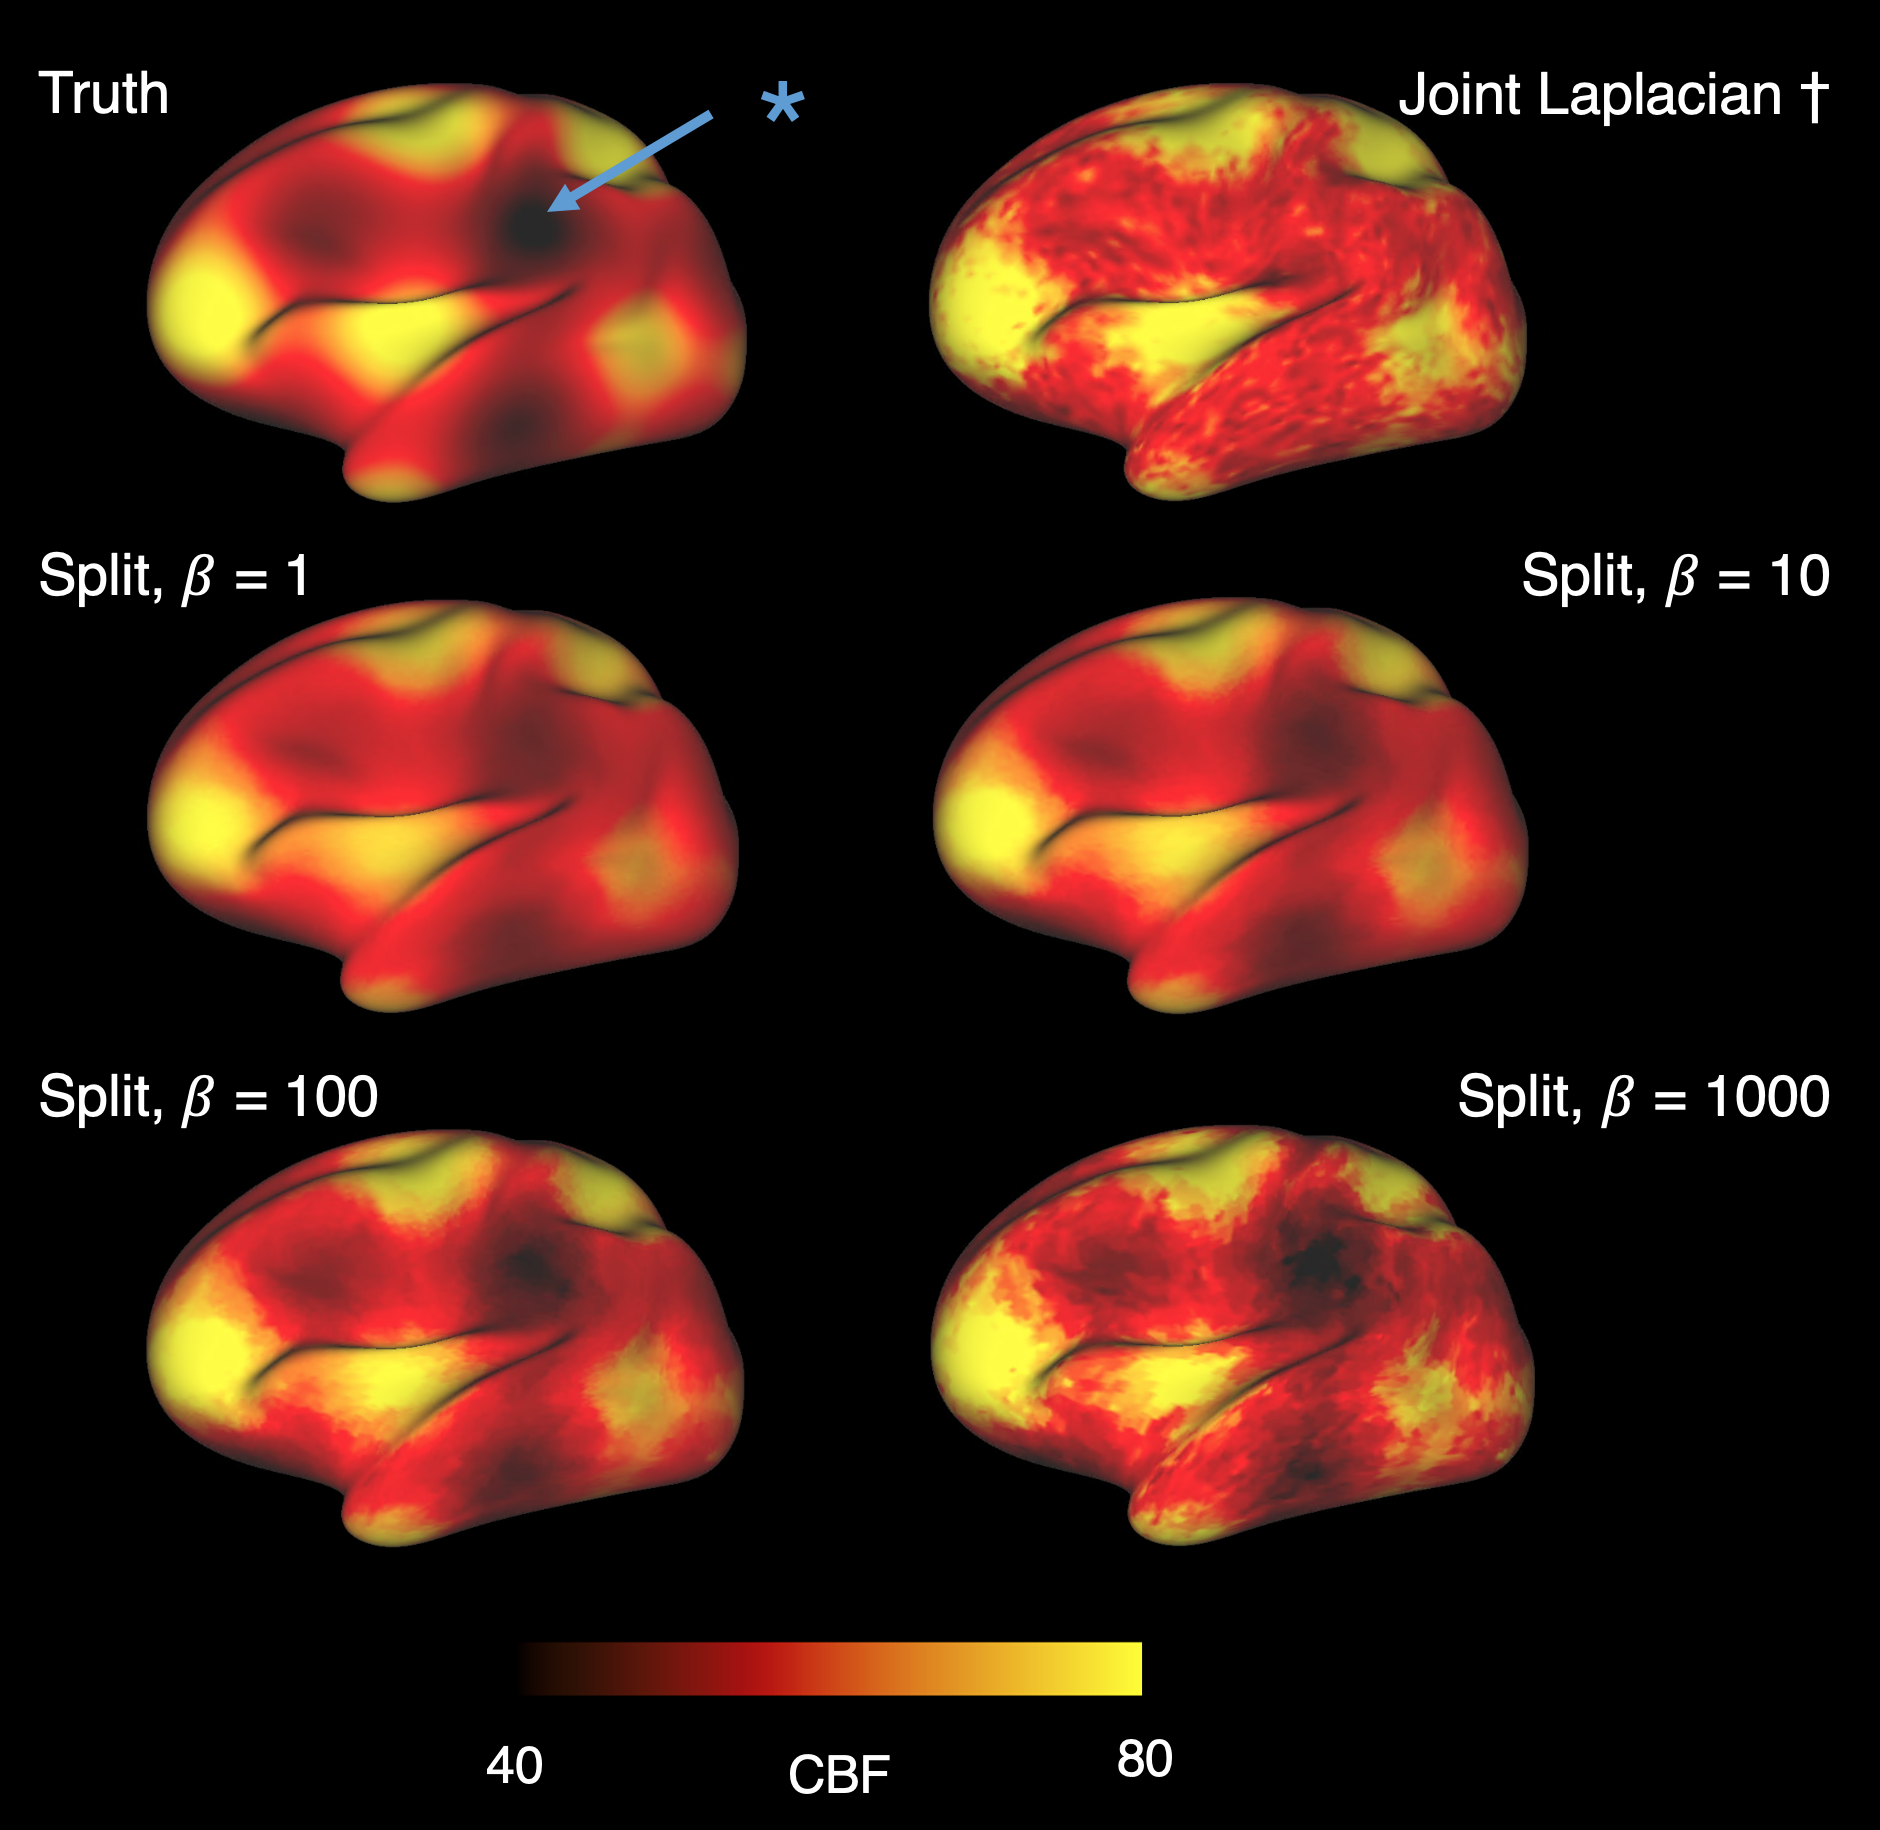 Truth
*
Joint Laplacian †
Split, β = 1
Split, β = 10
Split, β = 100
Split, β = 1000
40
CBF
80